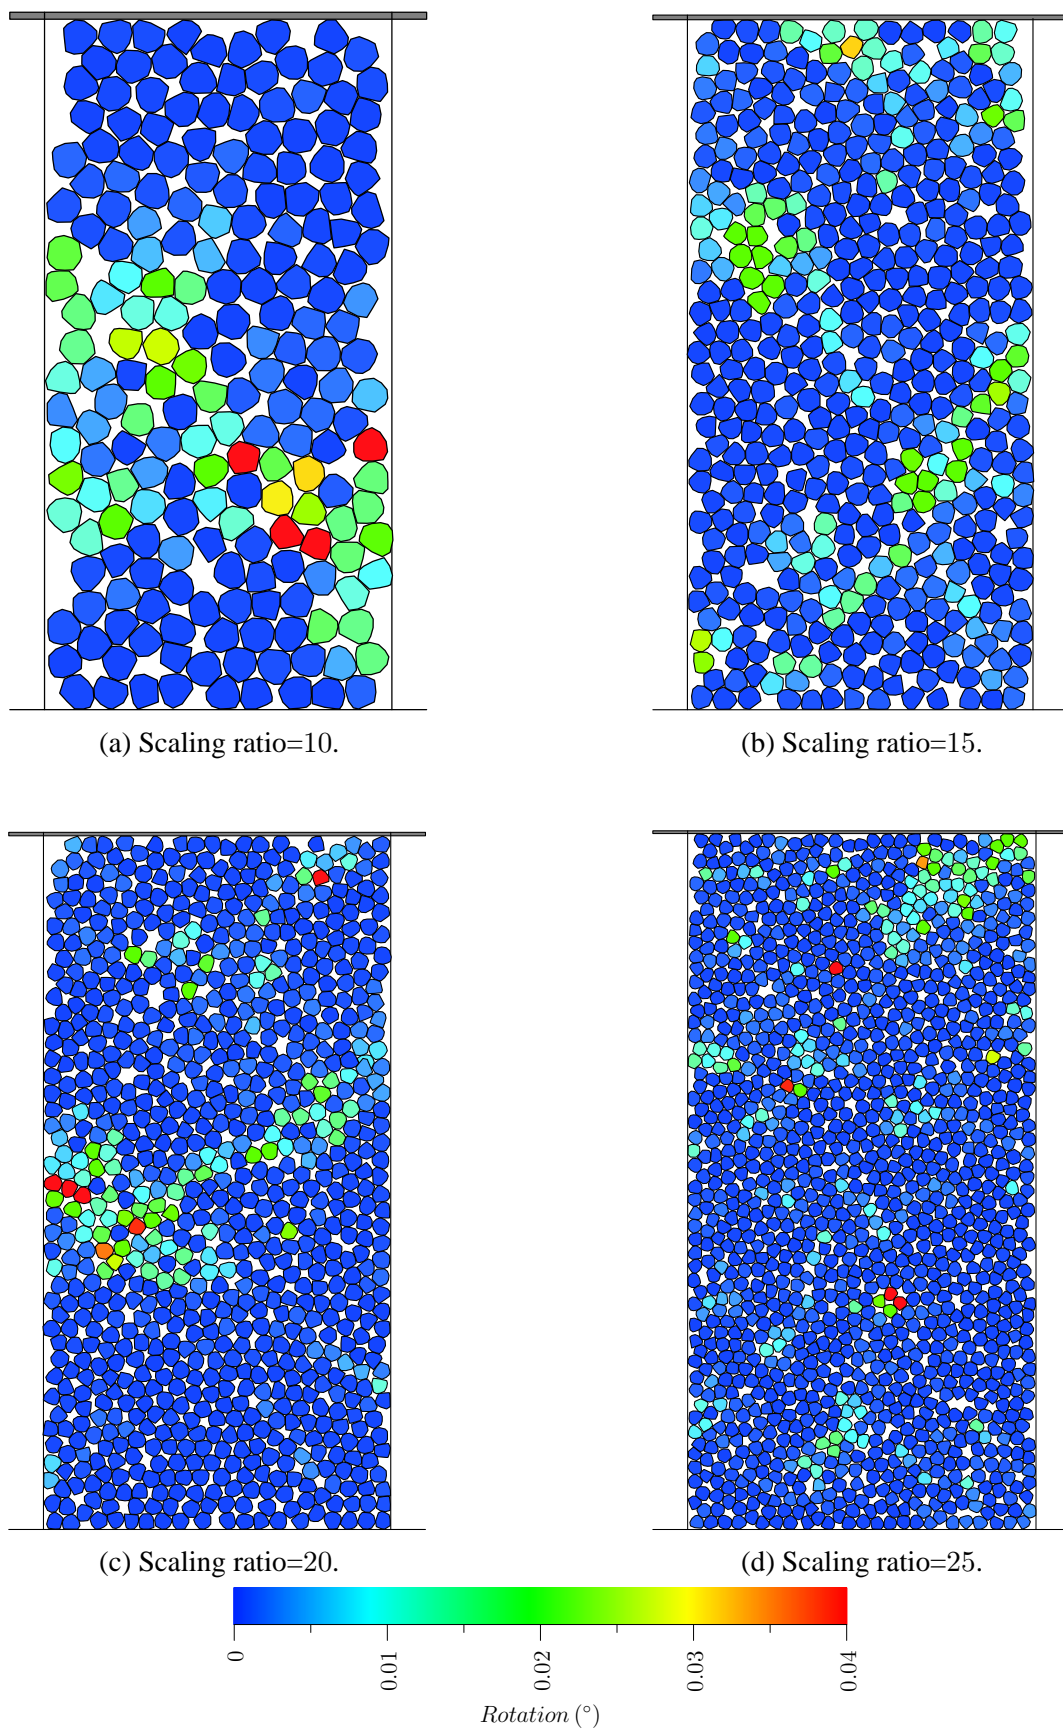 (a) Scaling ratio=10.
(b) Scaling ratio=15.
(c) Scaling ratio=20.
(d) Scaling ratio=25.
0
0.01
0.02
0.03
0.04
Rotation (°)